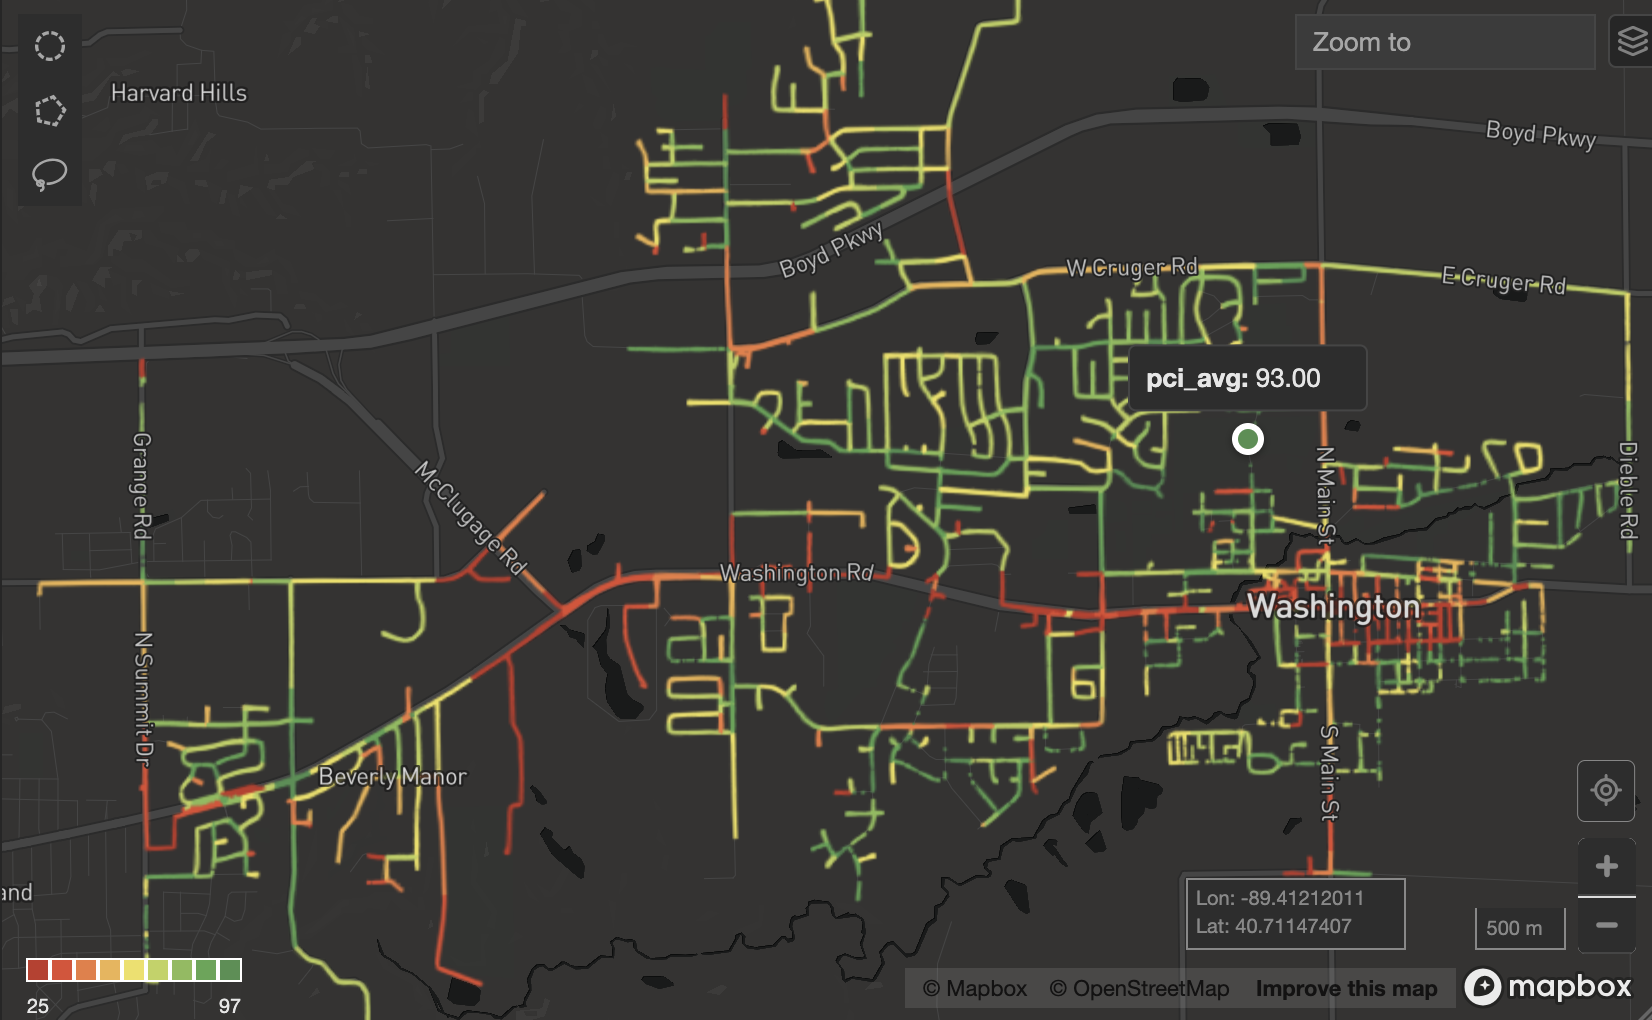 Zoom to
Harvard Hills
Boyd Pkwy
Boyd Pkwy
W Cruger Rd
E Cruger Rd
pci_avg: 93.00
Grange Rd
McClugage Rd
N Main St
Diebel Rd
Washington Rd
Washington
N Summit Dr
Beverly Manor
S Main St
and
Lon: -89.41212011
Lat: 40.71147407
500 m
25
97
© Mapbox © OpenStreetMap Improve this map
mapbox